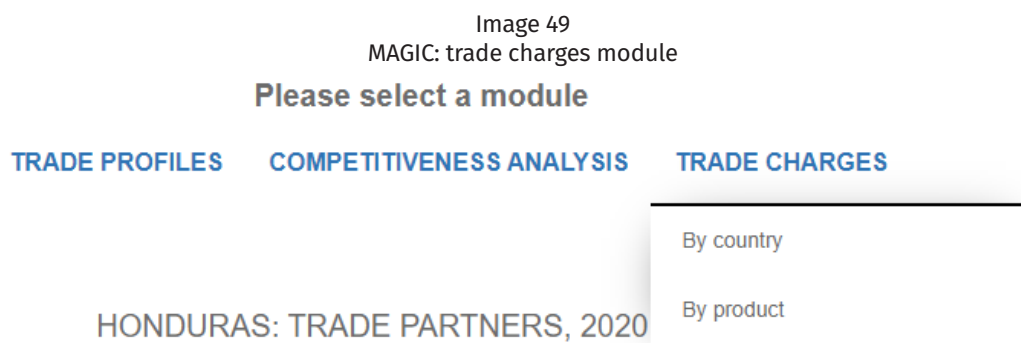 Image 49
MAGIC: trade charges module
Please select a module
TRADE PROFILES COMPETITIVENESS ANALYSIS TRADE CHARGES
By country
By product
HONDURAS: TRADE PARTNERS, 2020